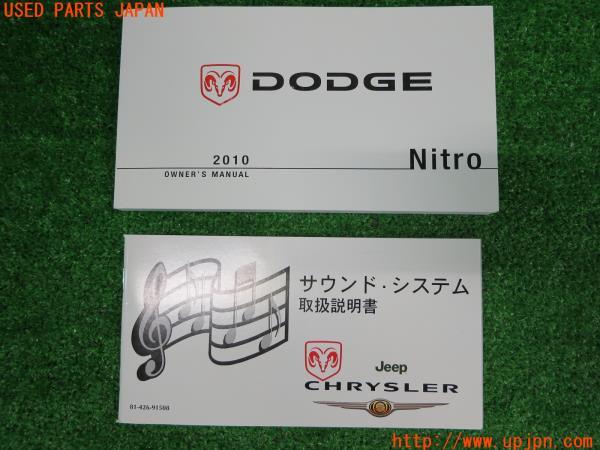 USED PARTS JAPAN
DODGE
2010
OWNER'S MANUAL
Nitro
サウンド・システム
取扱説明書
Jeep
CHRYSLER
81-426-91508
http://www.upjpn.com/